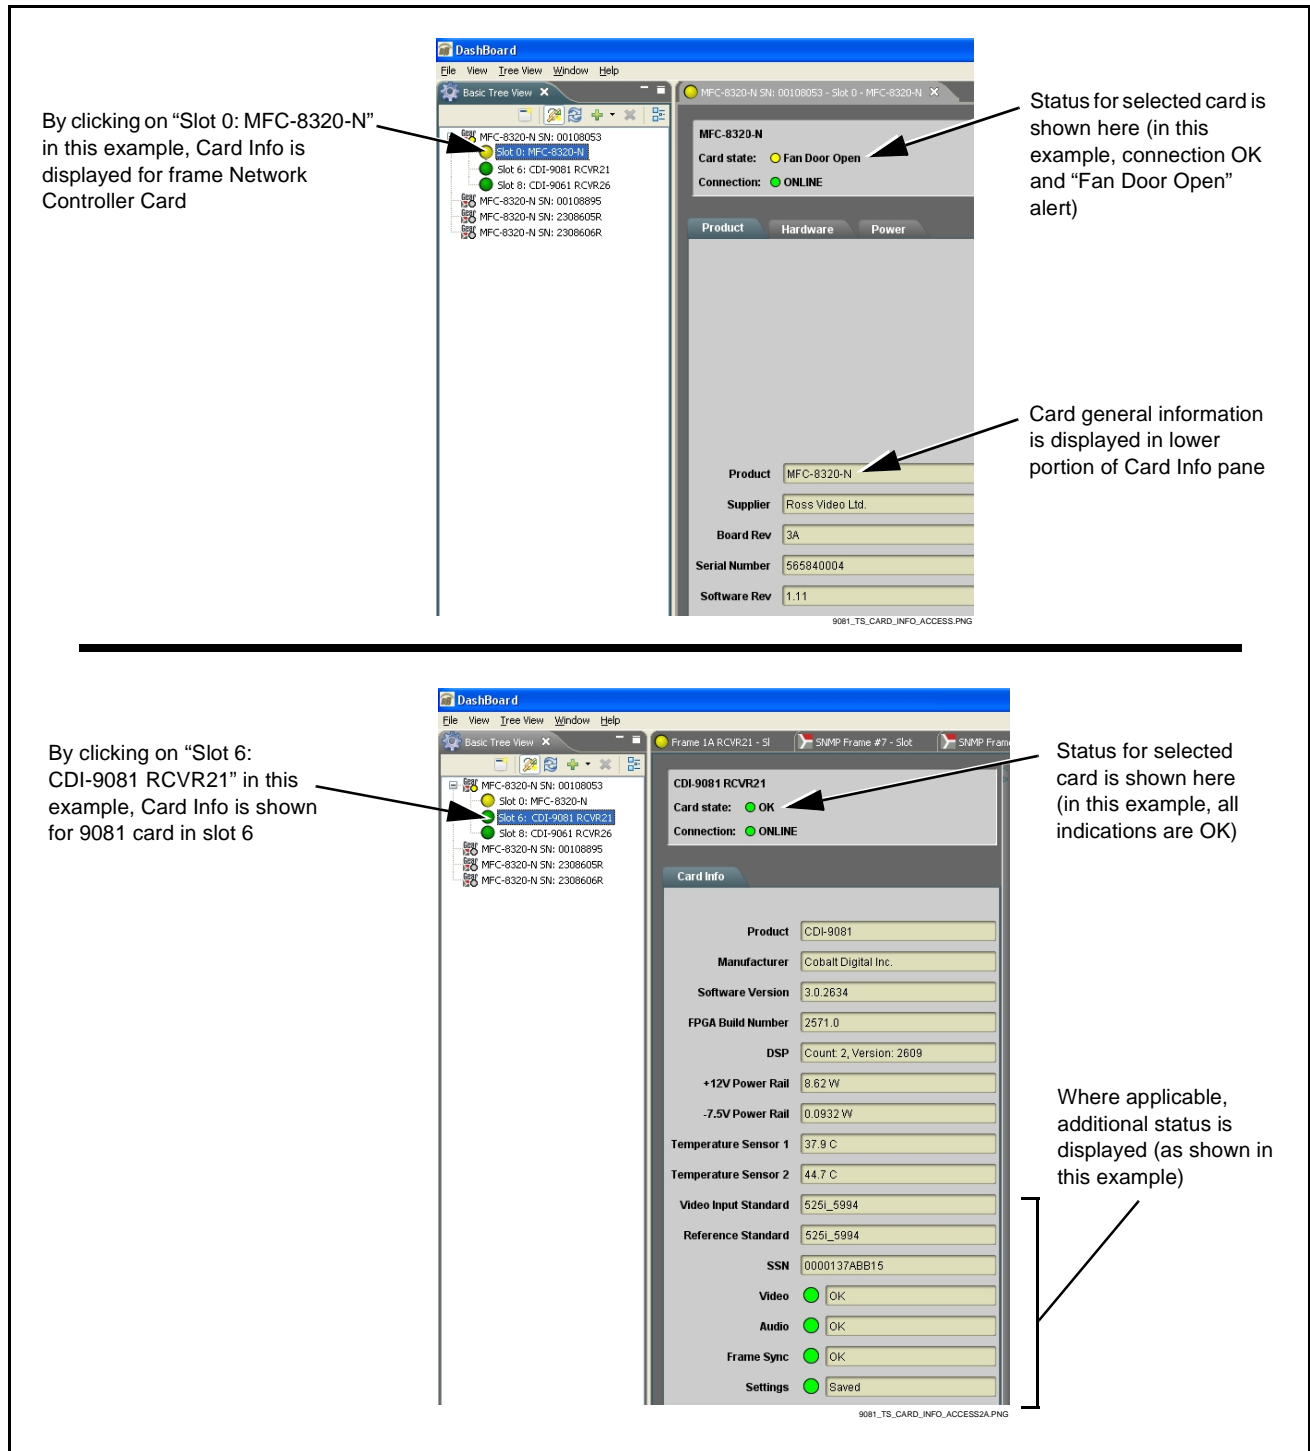 DashBoard
File View Tree View Window Help
Basic Tree View
MFC-8320-N SN: 00108053 - Slot 0 - MFC-8320-N
By clicking on “Slot 0: MFC-8320-N”
in this example, Card Info is
displayed for frame Network
Controller Card
MFC-8320-N SN: 00108053
Slot 0: MFC-8320-N
Slot 6: CDI-9081 RCVR21
Slot 8: CDI-9061 RCVR26
MFC-8320-N SN: 00108895
MFC-8320-N SN: 2308605R
MFC-8320-N SN: 2308606R
MFC-8320-N
Card state: Fan Door Open
Connection: ONLINE
Status for selected card is
shown here (in this
example, connection OK
and “Fan Door Open”
alert)
Product Hardware Power
Card general information
is displayed in lower
portion of Card Info pane
Product MFC-8320-N
Supplier Ross Video Ltd.
Board Rev 3A
Serial Number 565840004
Software Rev 1.11
9081_TS_CARD_INFO_ACCESS.PNG
DashBoard
File View Tree View Window Help
Basic Tree View
Frame 1A RCVR21 - Sl
SNMP Frame #7 - Slot
SNMP Fram
By clicking on “Slot 6:
CDI-9081 RCVR21” in this
example, Card Info is shown
for 9081 card in slot 6
MFC-8320-N SN: 00108053
Slot 0: MFC-8320-N
Slot 6: CDI-9081 RCVR21
Slot 8: CDI-9061 RCVR26
MFC-8320-N SN: 00108895
MFC-8320-N SN: 2308605R
MFC-8320-N SN: 2308606R
CDI-9081 RCVR21
Card state: OK
Connection: ONLINE
Status for selected
card is shown here
(in this example, all
indications are OK)
Card Info
Product CDI-9081
Manufacturer Cobalt Digital Inc.
Software Version 3.0.2634
FPGA Build Number 2571.0
DSP Count: 2, Version: 2609
+12V Power Rail 8.62 W
-7.5V Power Rail 0.0932 W
Temperature Sensor 1 37.9 C
Temperature Sensor 2 44.7 C
Video Input Standard 525i_5994
Reference Standard 525i_5994
SSN 0000137ABB15
Video OK
Audio OK
Frame Sync OK
Settings Saved
Where applicable,
additional status is
displayed (as shown in
this example)
9081_TS_CARD_INFO_ACCESS2A.PNG